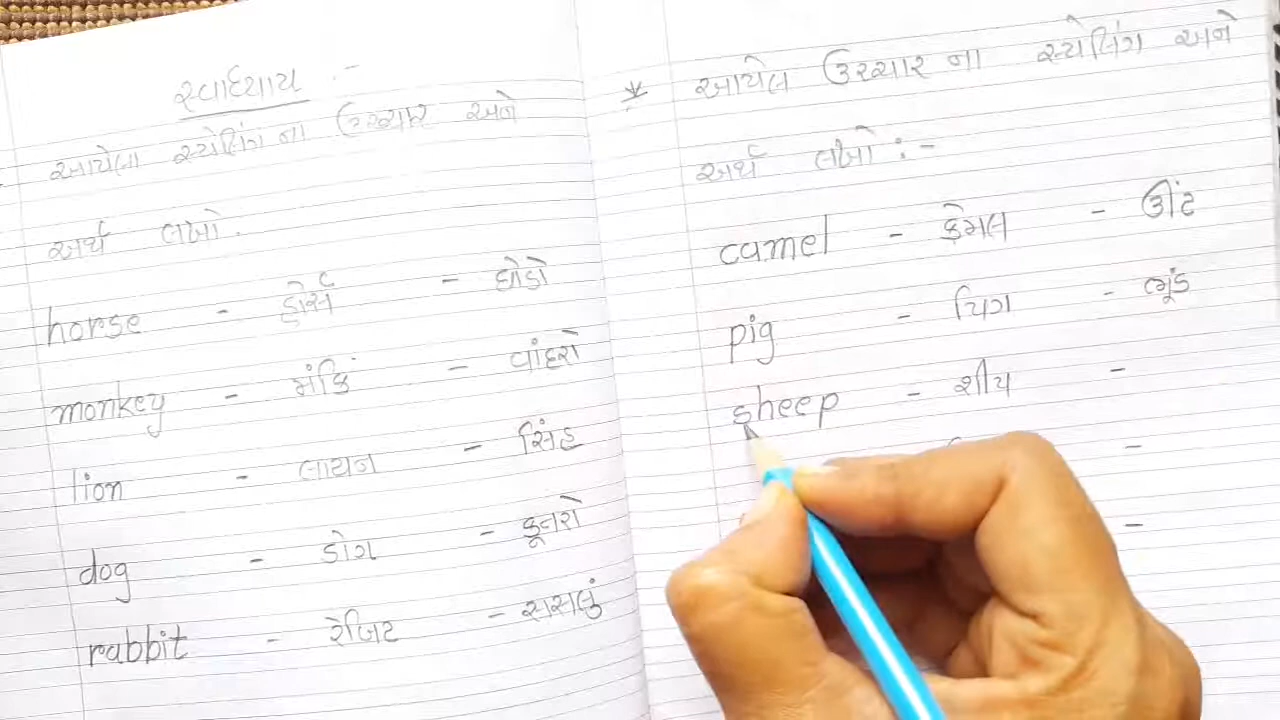 સ્વાધ્યાય :-
આપેલા સ્પેલિંગ ના ઉચ્ચાર અને
અર્થ લખો.
horse - હોર્સ - ઘોડો
monkey - મંકિ - વાંદરો
lion - લાયન - સિંહ
dog - ડોગ - કૂતરો
rabbit - રેબિટ - સસલું
* આપેલ ઉચ્ચાર ના સ્પેલિંગ અને
અર્થ લખો :-
camel - કેમલ - ઊંટ
pig - પિગ - ભૂંડ
sheep - શીપ -
-
-